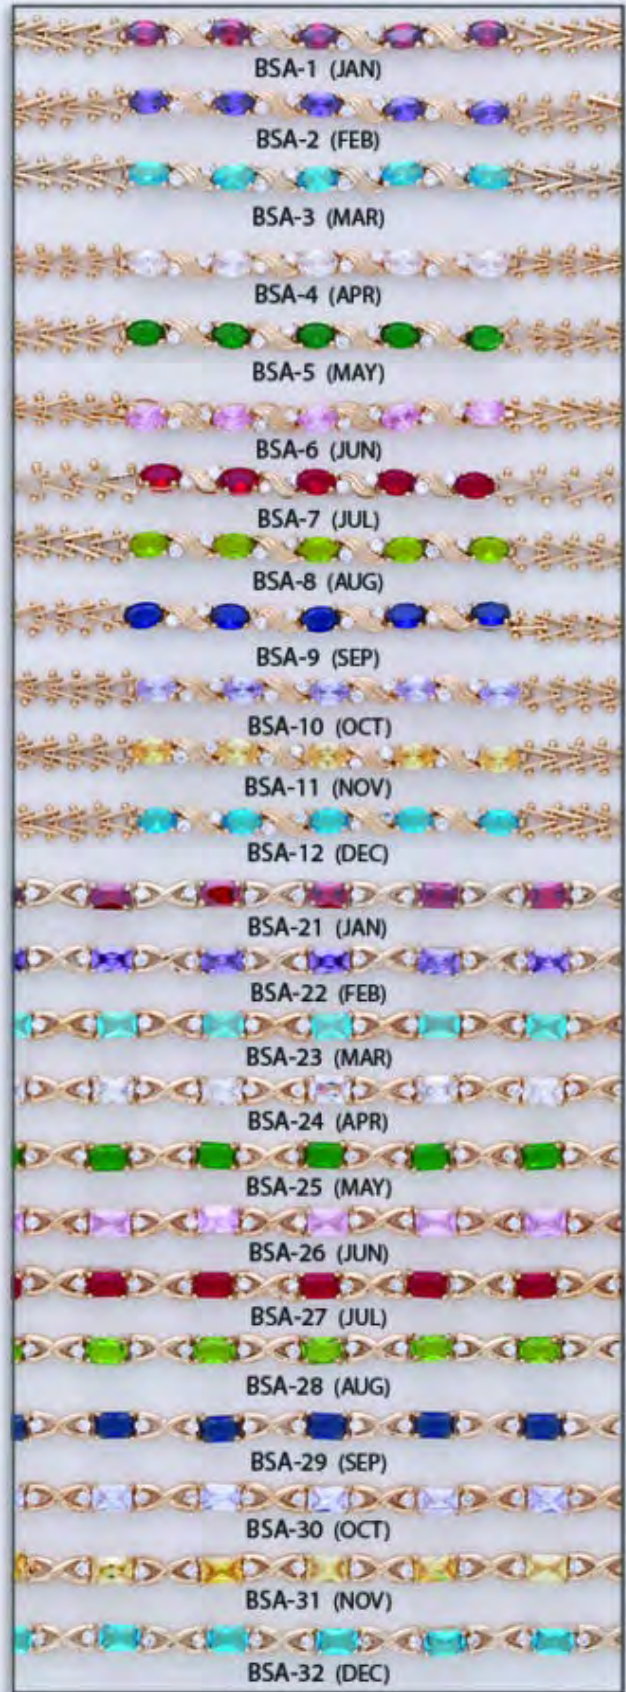 BSA-1 (JAN)
BSA-2 (FEB)
BSA-3 (MAR)
BSA-4 (APR)
BSA-5 (MAY)
BSA-6 (JUN)
BSA-7 (JUL)
BSA-8 (AUG)
BSA-9 (SEP)
BSA-10 (OCT)
BSA-11 (NOV)
BSA-12 (DEC)
BSA-21 (JAN)
BSA-22 (FEB)
BSA-23 (MAR)
BSA-24 (APR)
BSA-25 (MAY)
BSA-26 (JUN)
BSA-27 (JUL)
BSA-28 (AUG)
BSA-29 (SEP)
BSA-30 (OCT)
BSA-31 (NOV)
BSA-32 (DEC)